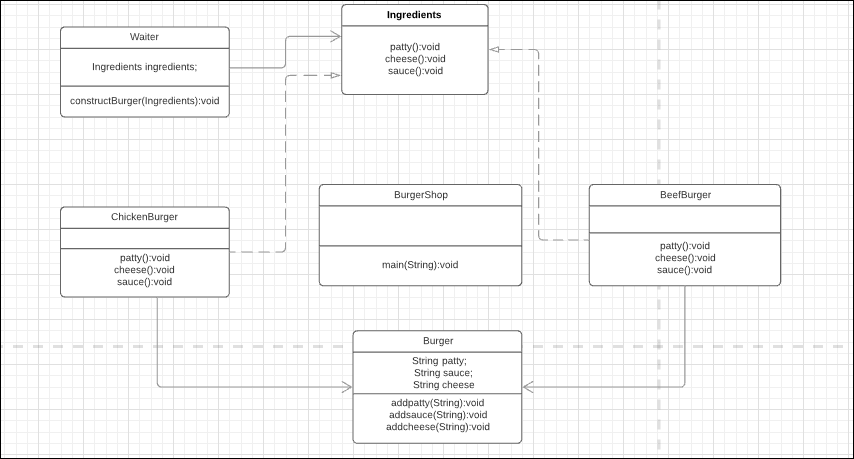 Waiter
Ingredients ingredients;
constructBurger(Ingredients):void
Ingredients
patty():void
cheese():void
sauce():void
ChickenBurger
patty():void
cheese():void
sauce():void
BurgerShop
main(String):void
BeefBurger
patty():void
cheese():void
sauce():void
Burger
String patty;
String sauce;
String cheese
addpatty(String):void
addsauce(String):void
addcheese(String):void